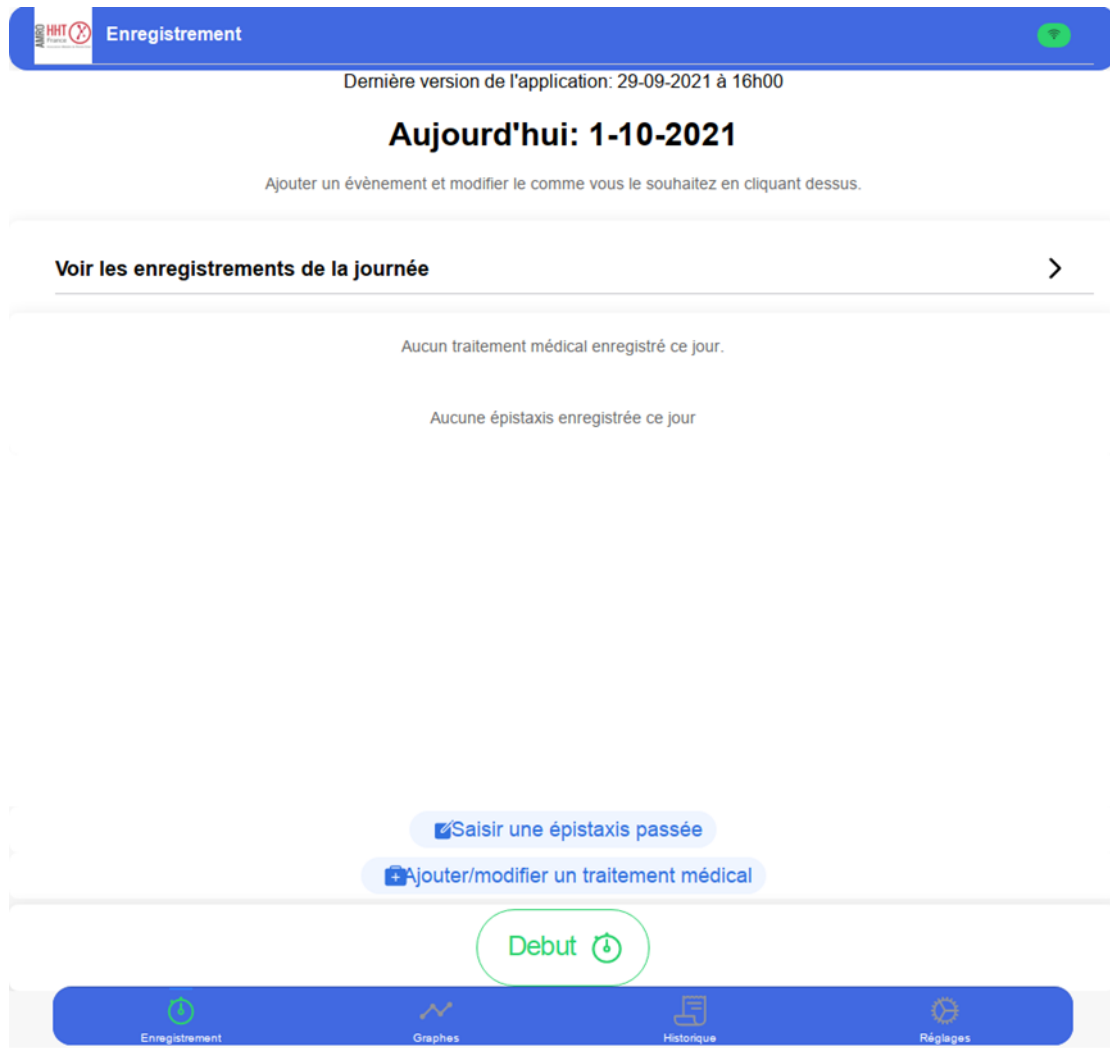 AMRO
HHT
France
Enregistrement
Dernière version de l'application: 29-09-2021 à 16h00
Aujourd'hui: 1-10-2021
Ajouter un évènement et modifier le comme vous le souhaitez en cliquant dessus.
Voir les enregistrements de la journée
Aucun traitement médical enregistré ce jour.
Aucune épistaxis enregistrée ce jour
Saisir une épistaxis passée
Ajouter/modifier un traitement médical
Debut
Enregistrement
Graphes
Historique
Réglages